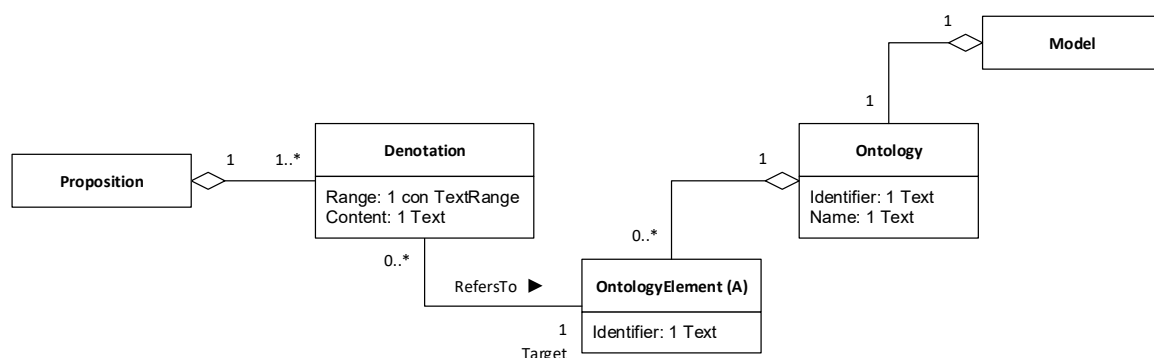 1
Model
1
Denotation
Ontology
1
1..*
1
Proposition
Range: 1 con TextRange
Content: 1 Text
Identifier: 1 Text
Name: 1 Text
0..*
0..*
RefersTo ►
OntologyElement (A)
1
Identifier: 1 Text
Target